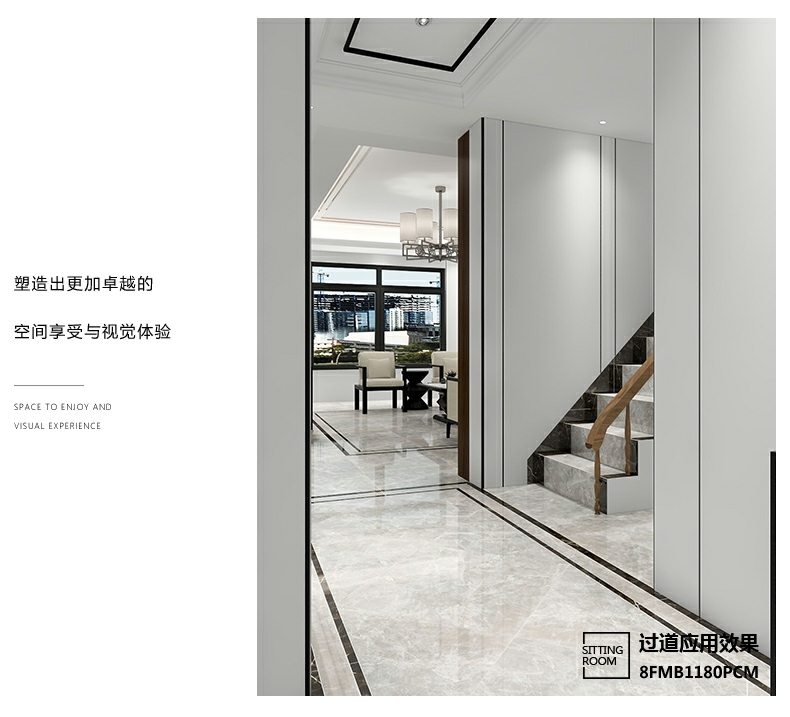 塑造出更加卓越的
空间享受与视觉体验
SPACE TO ENJOY AND
VISUAL EXPERIENCE
SITTING
ROOM
过道应用效果
8FMB1180PCM